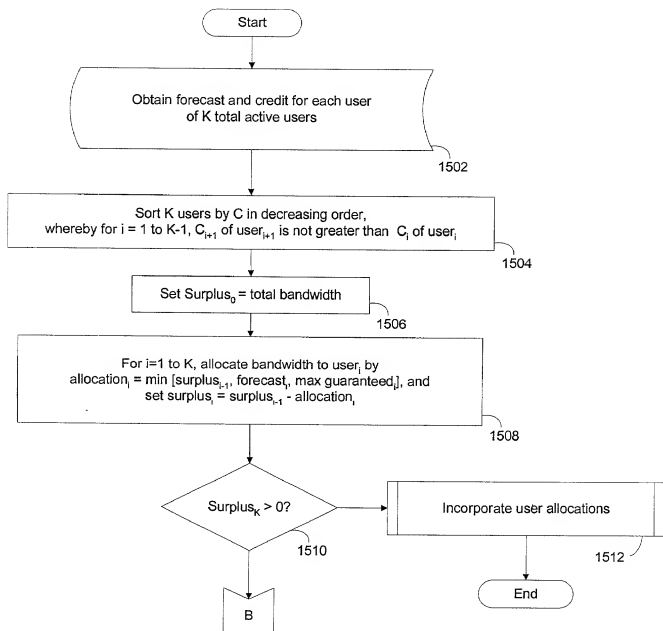 Start
Obtain forecast and credit for each user
of K total active users
1502
Sort K users by C in decreasing order,
whereby for i = 1 to K-1, Cᵢ₊₁ of userᵢ₊₁ is not greater than Cᵢ of userᵢ
1504
Set Surplus₀ = total bandwidth
1506
For i=1 to K, allocate bandwidth to userᵢ by
allocationᵢ = min [surplusᵢ₋₁, forecastᵢ, max guaranteedᵢ], and
set surplusᵢ = surplusᵢ₋₁ - allocationᵢ
1508
Surplusₖ > 0?
1510
Incorporate user allocations
1512
End
B